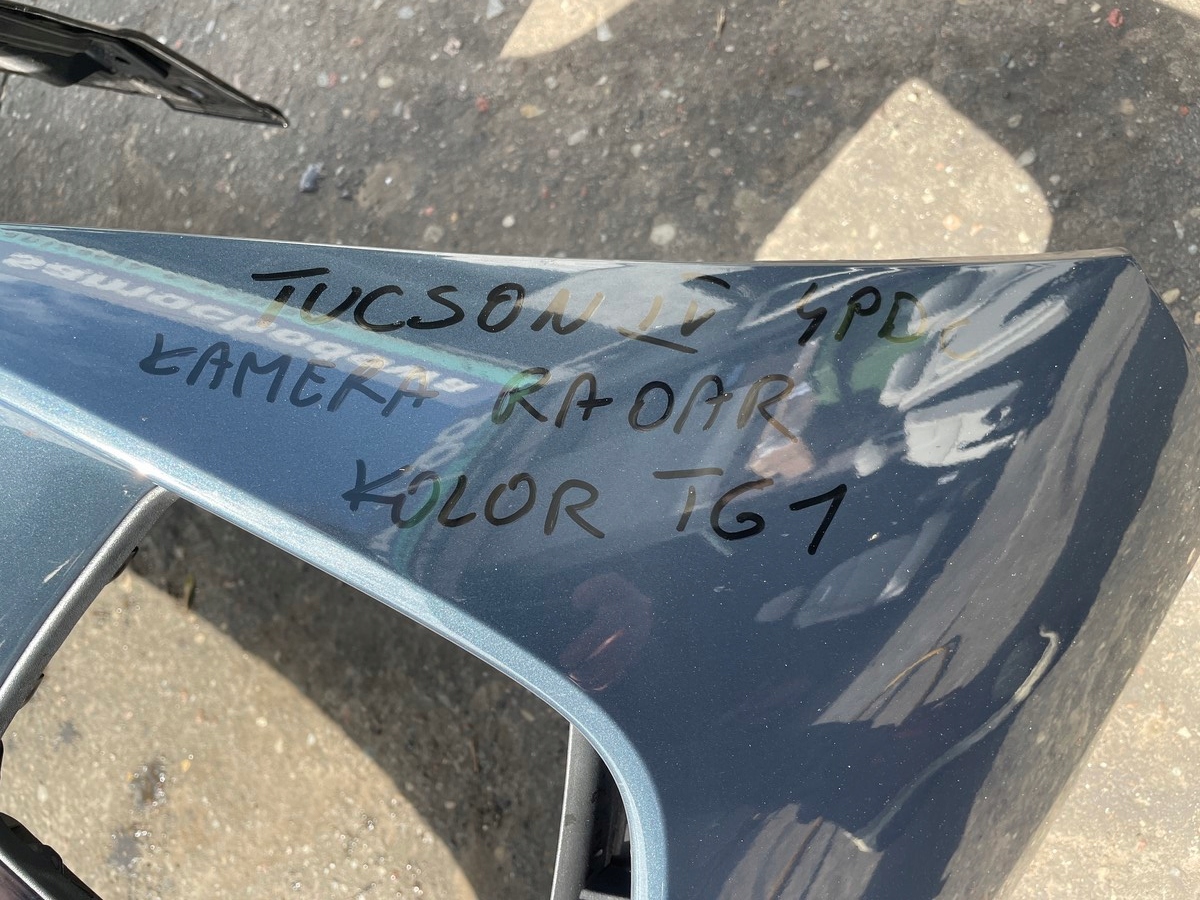 TUCSON IV 4PDC
KAMERA RADAR
KOLOR TG1